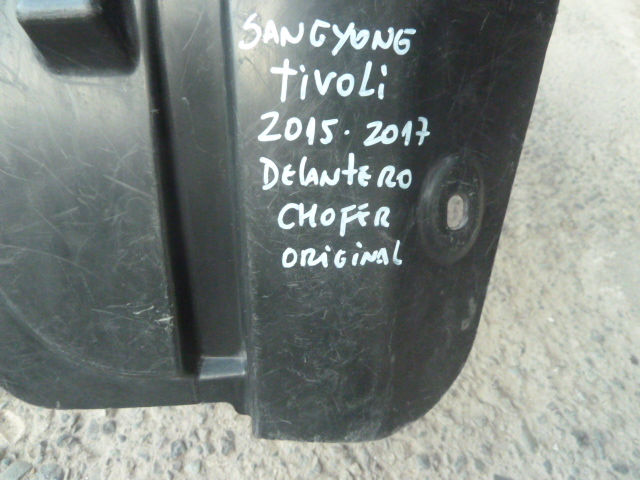 SANGYONG
tivoli
2015-2017
DELANTERO
CHOFER
ORIGINAL